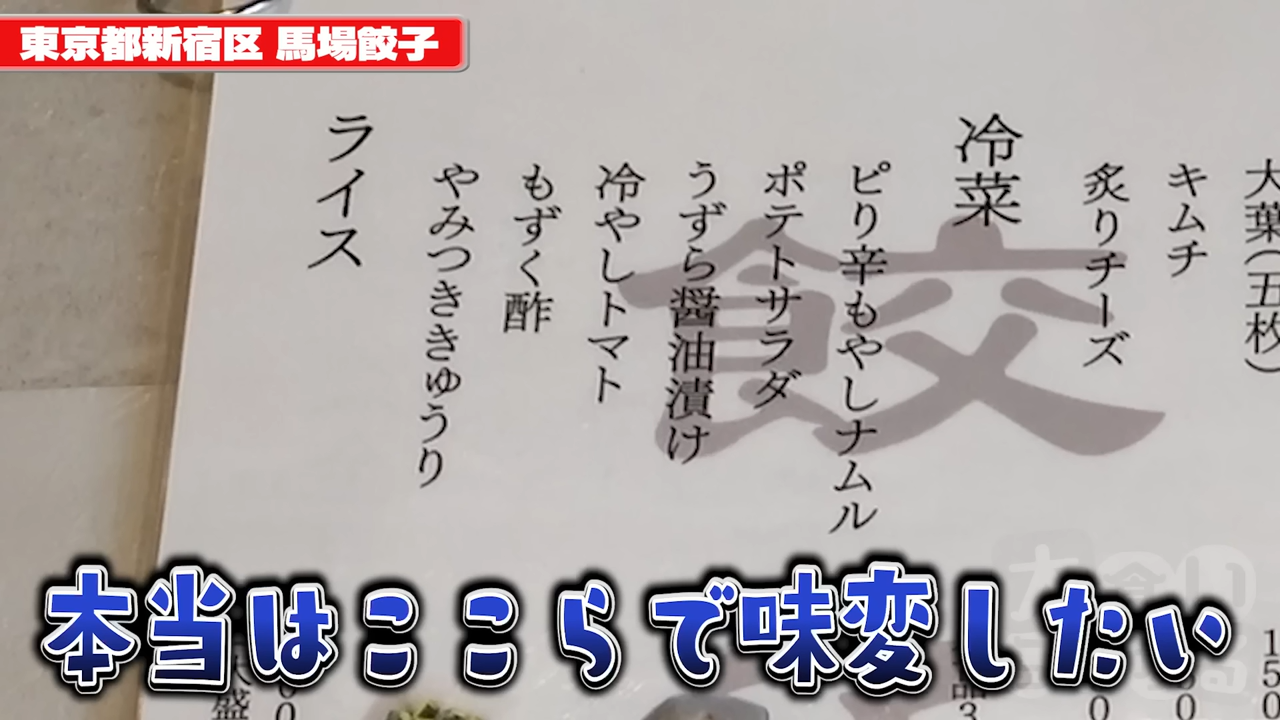 東京都新宿区 馬場餃子
大葉(五枚)
キムチ
炙りチーズ
冷菜
ピリ辛もやしナムル
ポテトサラダ
うずら醤油漬け
冷やしトマト
もずく酢
やみつききゅうり
ライス
餃
本当はここらで味変したい
150